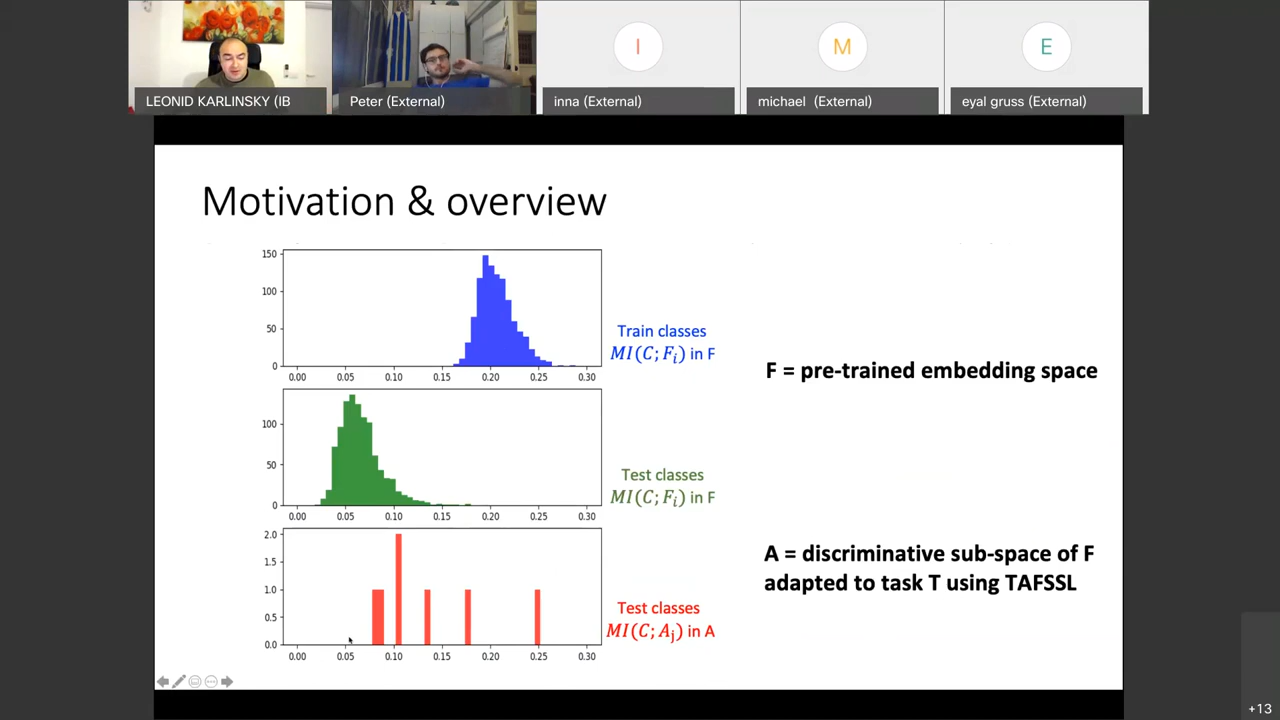 I
M
E
LEONID KARLINSKY (IB
Peter (External)
inna (External)
michael (External)
eyal gruss (External)
Motivation & overview
150
100
50
0
0.00 0.05 0.10 0.15 0.20 0.25 0.30
Train classes
MI(C; Fᵢ) in F
F = pre-trained embedding space
100
50
0
0.00 0.05 0.10 0.15 0.20 0.25 0.30
Test classes
MI(C; Fᵢ) in F
2.0
1.5
1.0
0.5
0.0
0.00 0.05 0.10 0.15 0.20 0.25 0.30
Test classes
MI(C; Aⱼ) in A
A = discriminative sub-space of F
adapted to task T using TAFSSL
+13